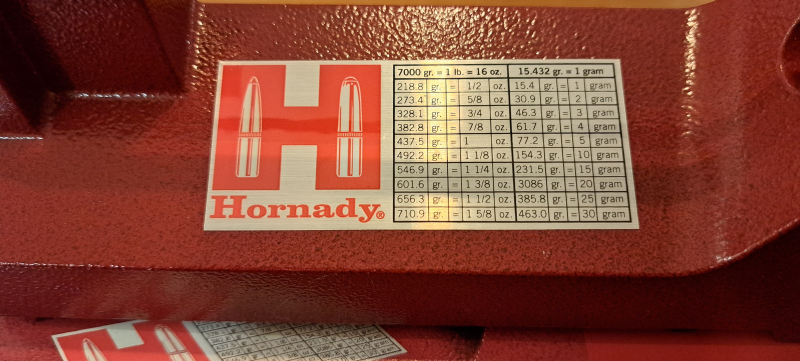 H
Hornady®
7000 gr. = 1 lb. = 16 oz. 15.432 gr. = 1 gram
218.8 gr. = 1/2 oz. 15.4 gr. = 1 gram
273.4 gr. = 5/8 oz. 30.9 gr. = 2 gram
328.1 gr. = 3/4 oz. 46.3 gr. = 3 gram
382.8 gr. = 7/8 oz. 61.7 gr. = 4 gram
437.5 gr. = 1 oz. 77.2 gr. = 5 gram
492.2 gr. = 1 1/8 oz. 154.3 gr. = 10 gram
546.9 gr. = 1 1/4 oz. 231.5 gr. = 15 gram
601.6 gr. = 1 3/8 oz. 3086 gr. = 20 gram
656.3 gr. = 1 1/2 oz. 385.8 gr. = 25 gram
710.9 gr. = 1 5/8 oz. 463.0 gr. = 30 gram